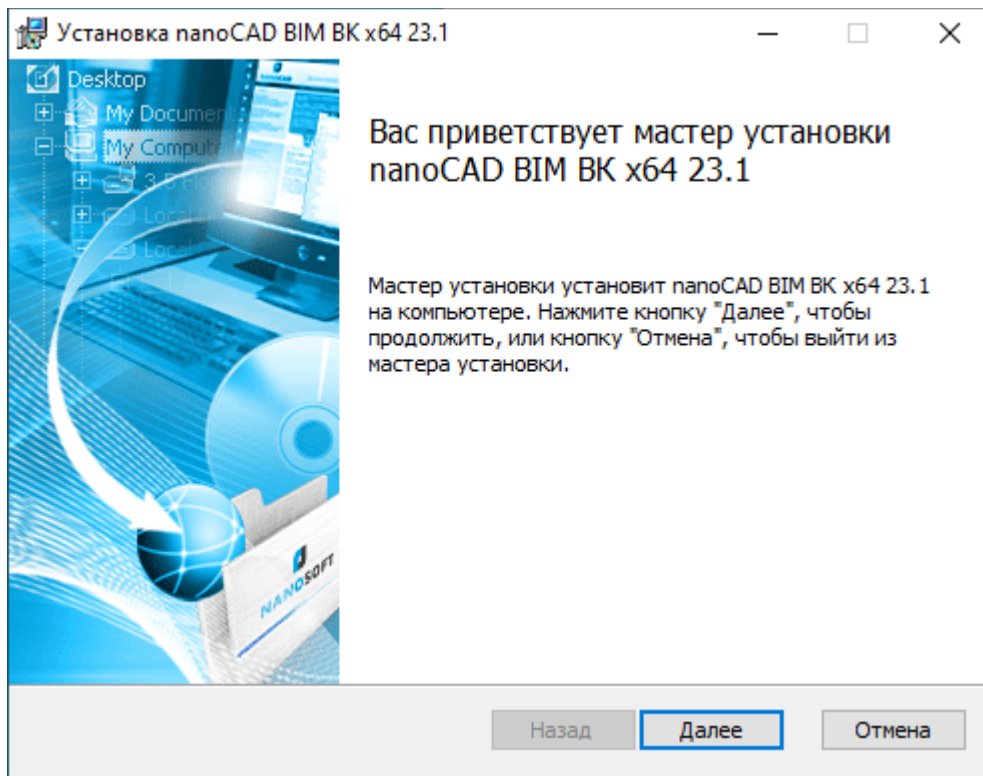 Установка nanoCAD BIM ВК x64 23.1
Desktop
My Documen
My Compute
Вас приветствует мастер установки
nanoCAD BIM ВК x64 23.1
Мастер установки установит nanoCAD BIM ВК x64 23.1
на компьютере. Нажмите кнопку "Далее", чтобы
продолжить, или кнопку "Отмена", чтобы выйти из
мастера установки.
NANOSOFT
Назад
Далее
Отмена